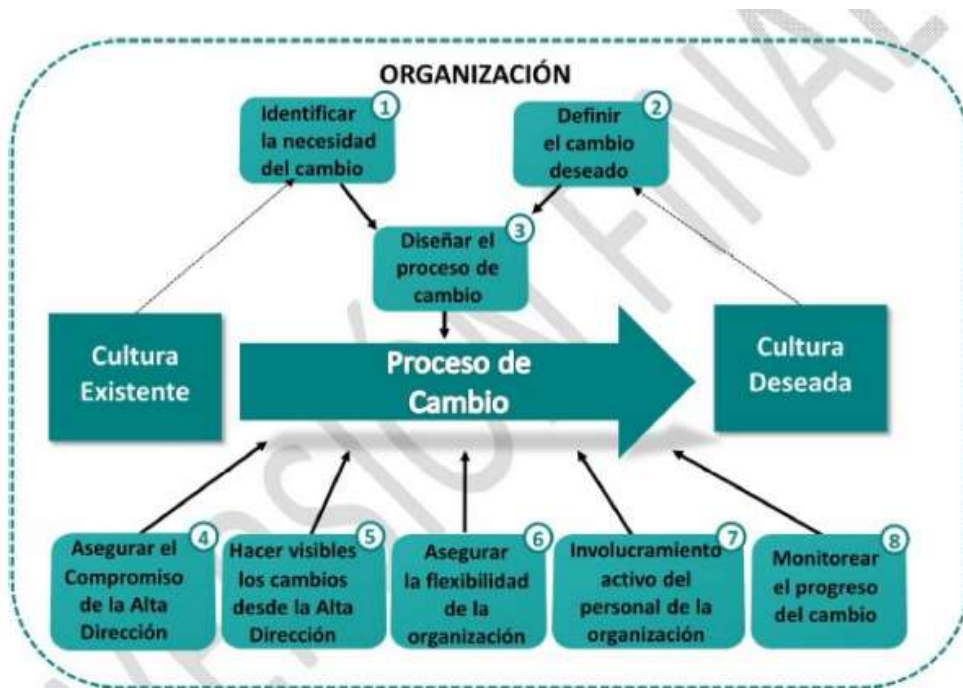 ORGANIZACIÓN
1
Identificar
la necesidad
del cambio
2
Definir
el cambio
deseado
3
Diseñar el
proceso de
cambio
Cultura
Existente
Proceso de
Cambio
Cultura
Deseada
4
Asegurar el
Compromiso
de la Alta
Dirección
5
Hacer visibles
los cambios
desde la Alta
Dirección
6
Asegurar
la flexibilidad
de la
organización
7
Involucramiento
activo del
personal de la
organización
8
Monitorear
el progreso
del cambio
VERSIÓN FINAL